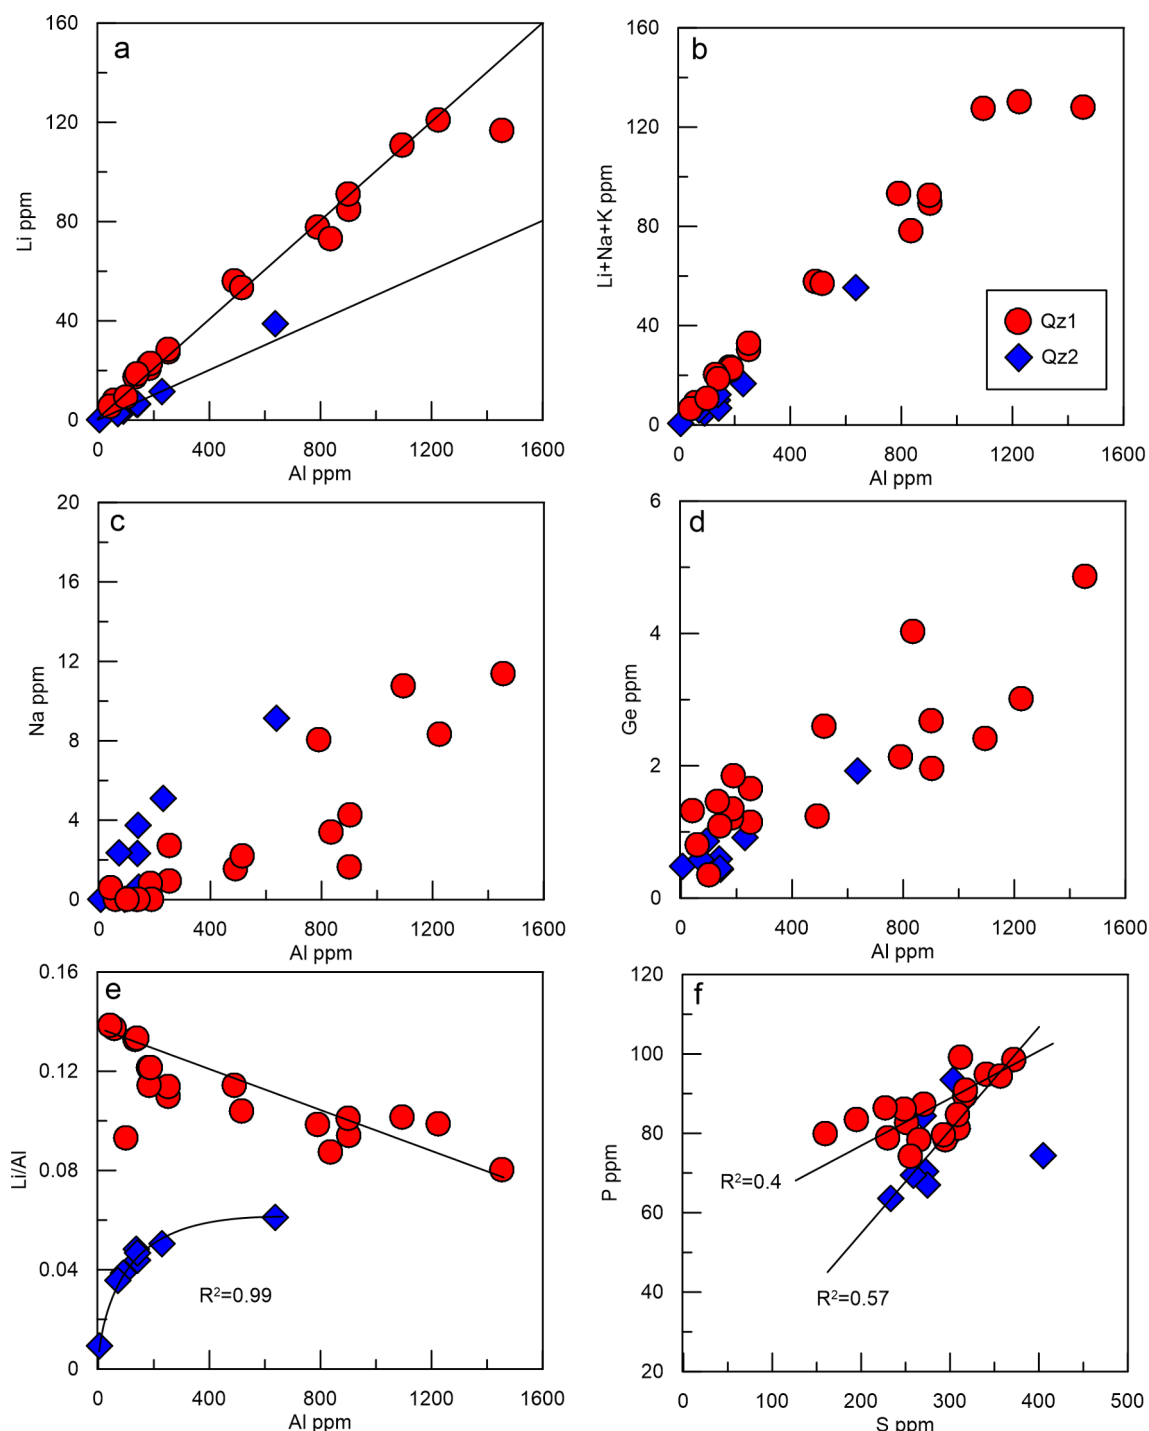 a
160
120
80
40
0
Li ppm
0 400 800 1200 1600
Al ppm
b
160
120
80
40
0
Li+Na+K ppm
Qz1
Qz2
0 400 800 1200 1600
Al ppm
c
20
16
12
8
4
0
Na ppm
0 400 800 1200 1600
Al ppm
d
6
4
2
0
Ge ppm
0 400 800 1200 1600
Al ppm
e
0.16
0.12
0.08
0.04
0
Li/Al
R²=0.99
0 400 800 1200 1600
Al ppm
f
120
100
80
60
40
20
P ppm
R²=0.4
R²=0.57
0 100 200 300 400 500
S ppm